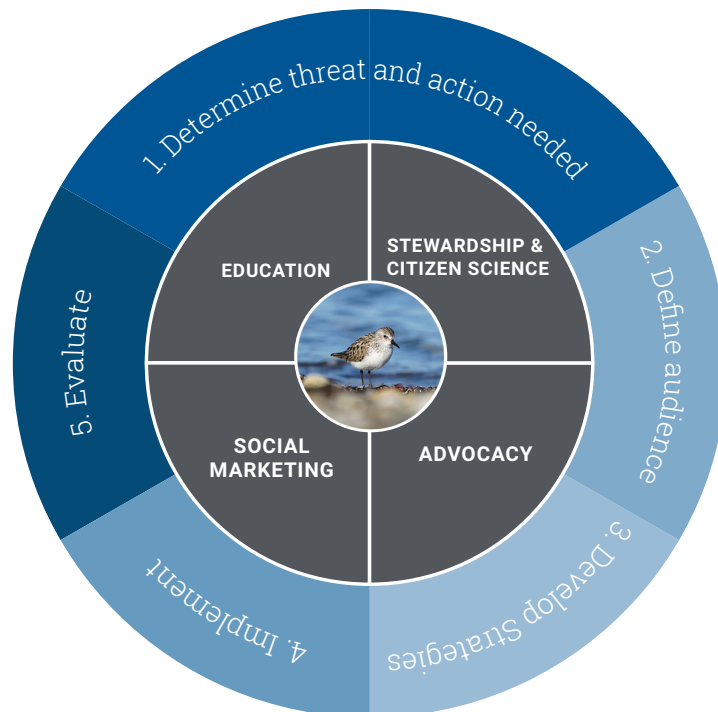 1. Determine threat and action needed
2. Define audience
3. Develop Strategies
4. Implement
5. Evaluate
EDUCATION
STEWARDSHIP &
CITIZEN SCIENCE
SOCIAL
MARKETING
ADVOCACY